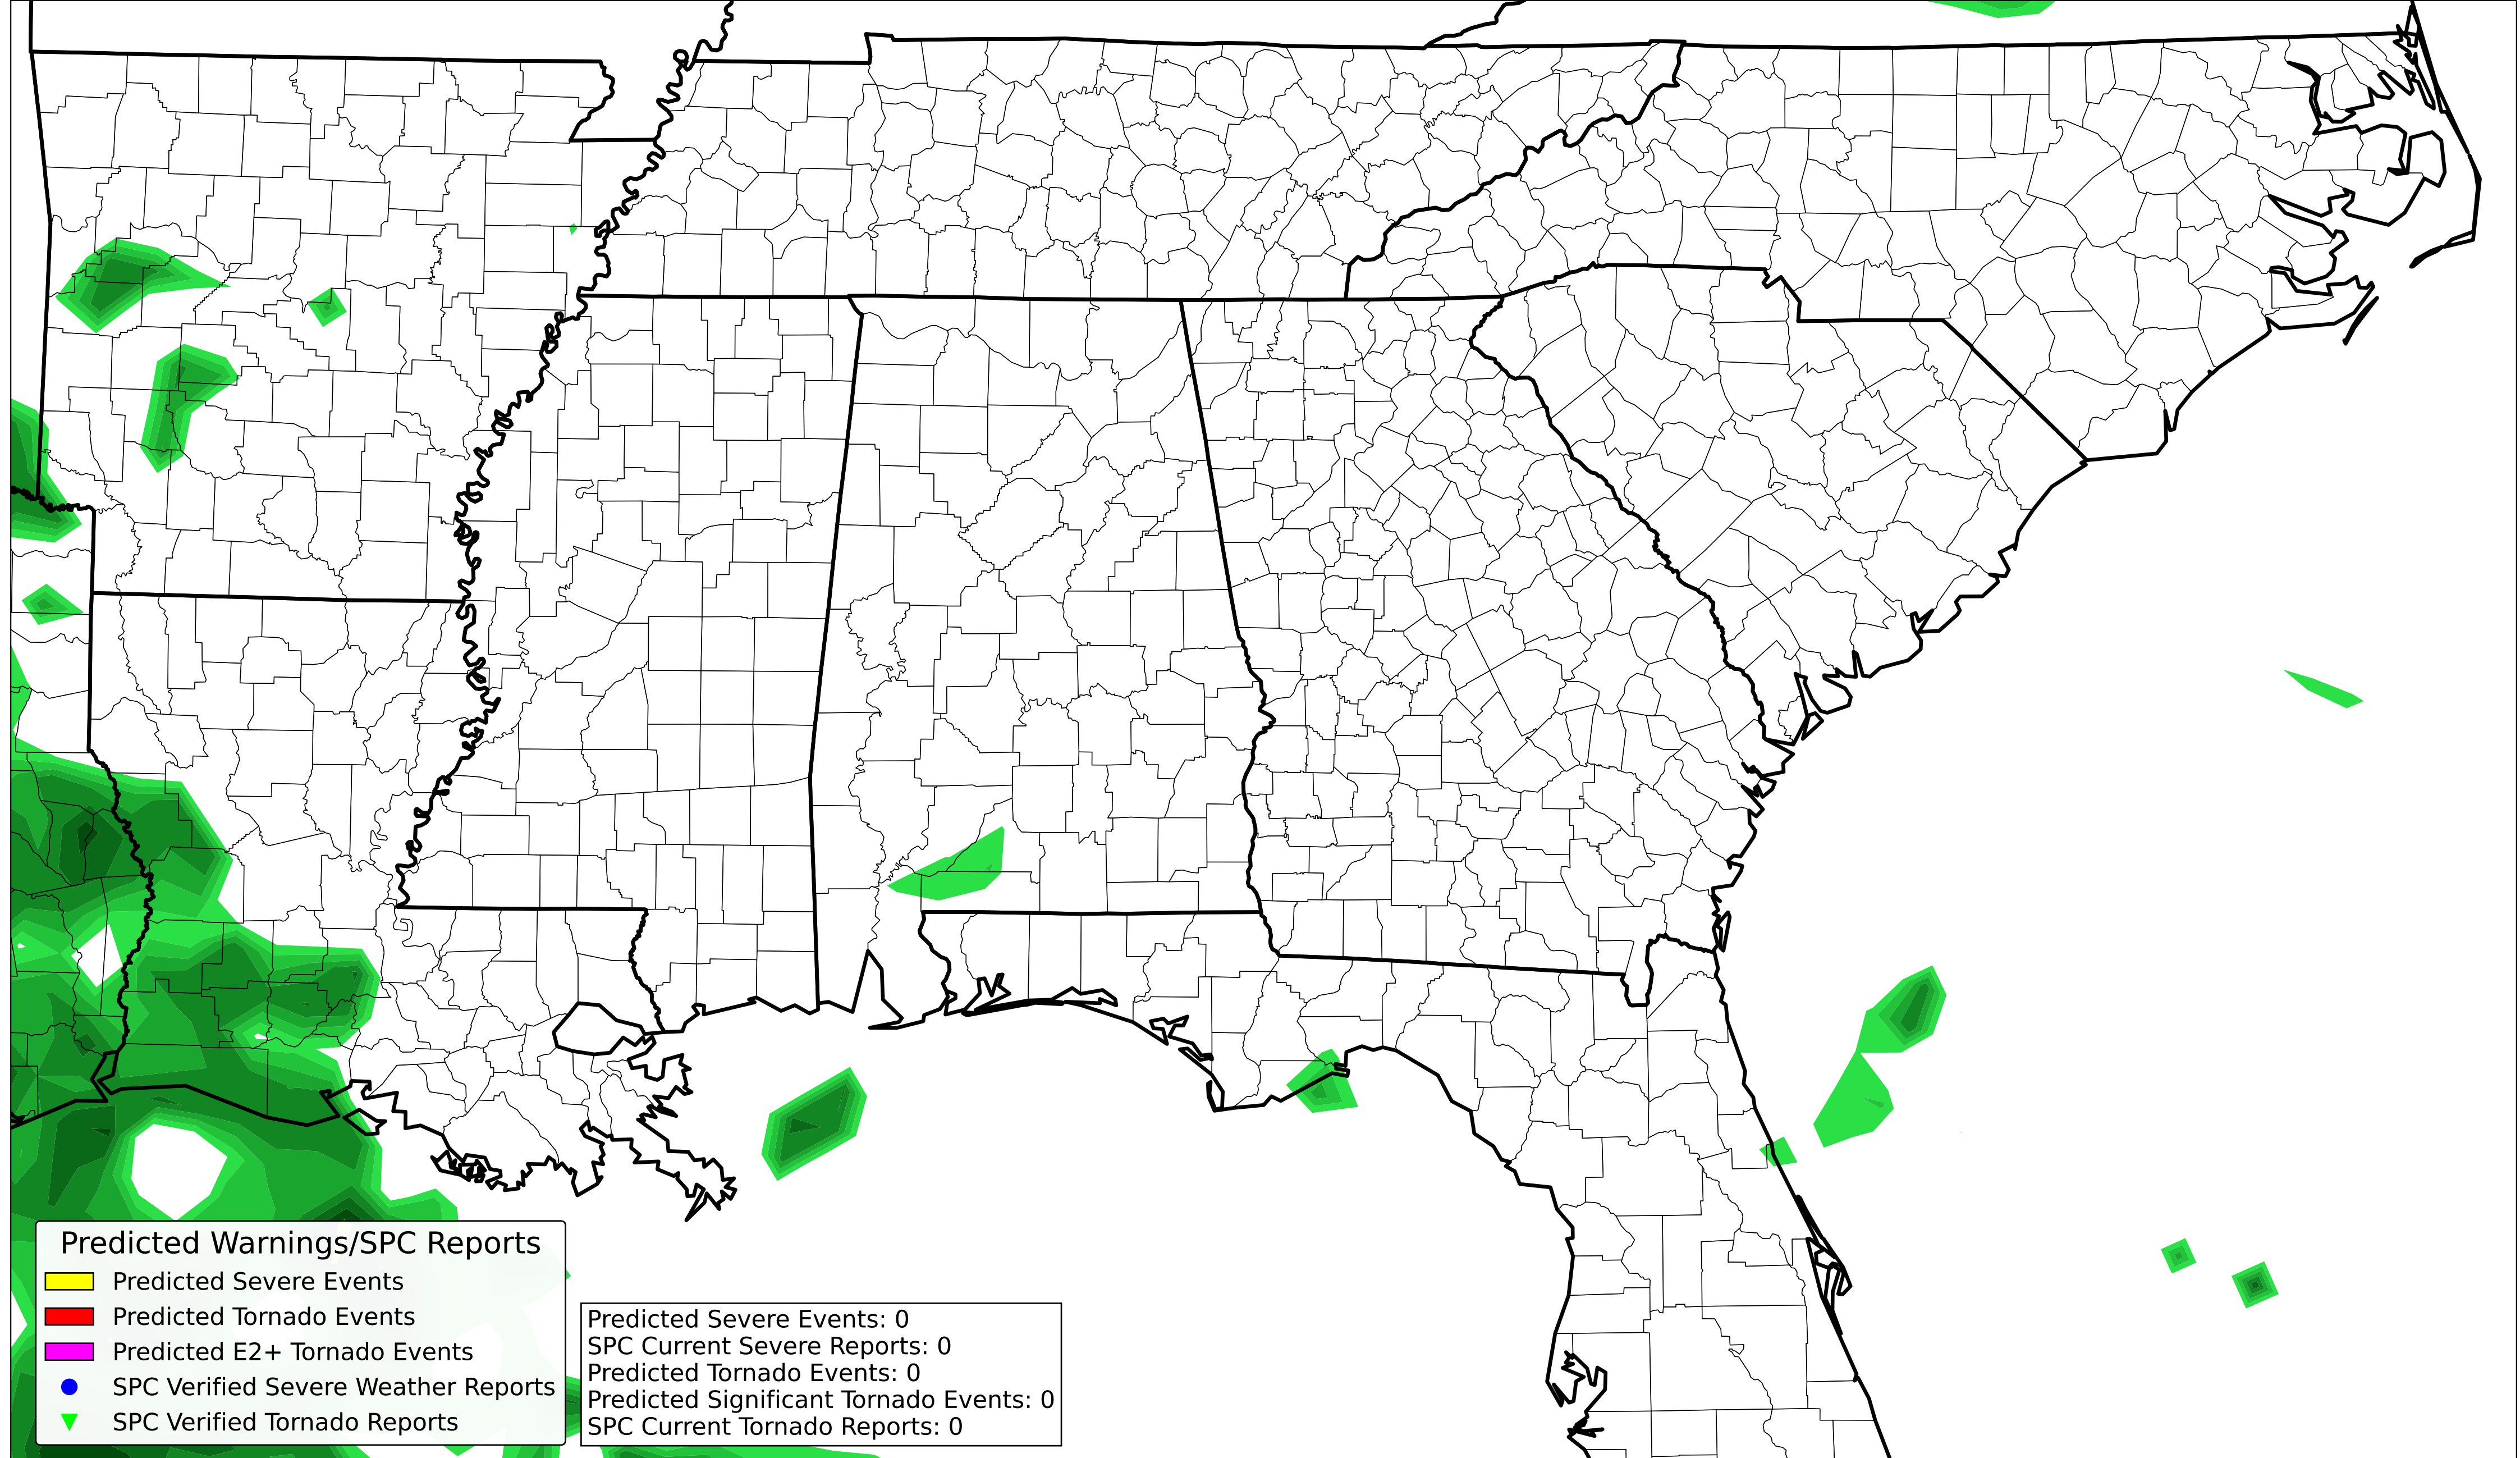 Predicted Warnings/SPC Reports
Predicted Severe Events
Predicted Tornado Events
Predicted E2+ Tornado Events
SPC Verified Severe Weather Reports
SPC Verified Tornado Reports
Predicted Severe Events: 0
SPC Current Severe Reports: 0
Predicted Tornado Events: 0
Predicted Significant Tornado Events: 0
SPC Current Tornado Reports: 0